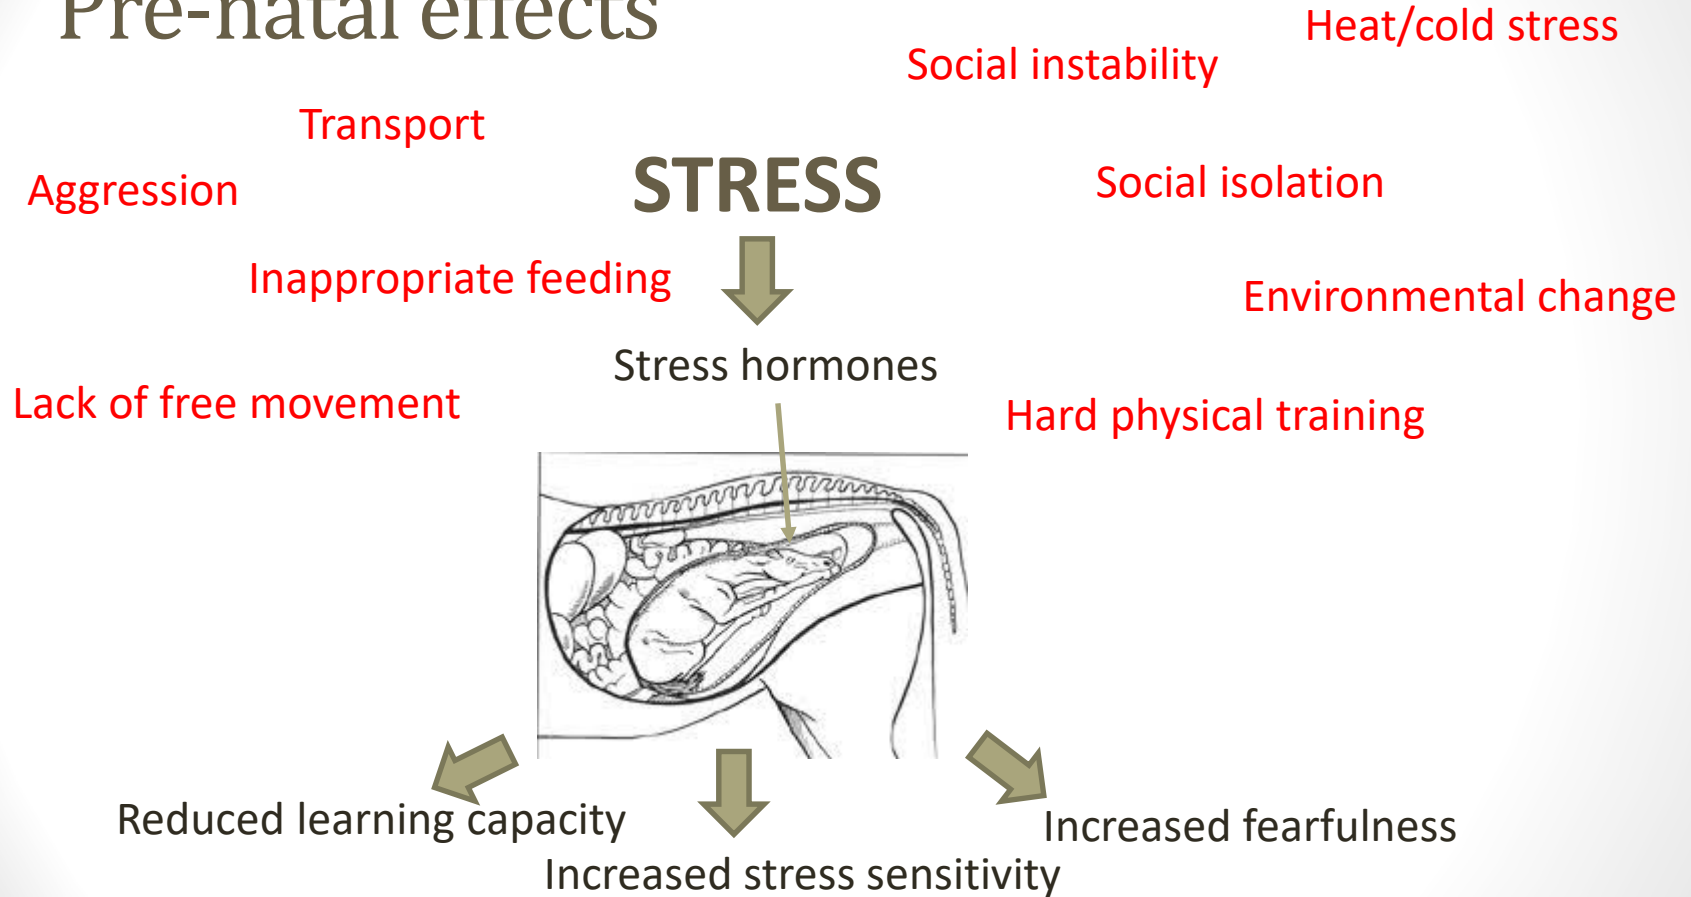 Pre-natal effects
Heat/cold stress
Social instability
Transport
STRESS
Social isolation
Aggression
Inappropriate feeding
Environmental change
Stress hormones
Lack of free movement
Hard physical training
Reduced learning capacity
Increased fearfulness
Increased stress sensitivity